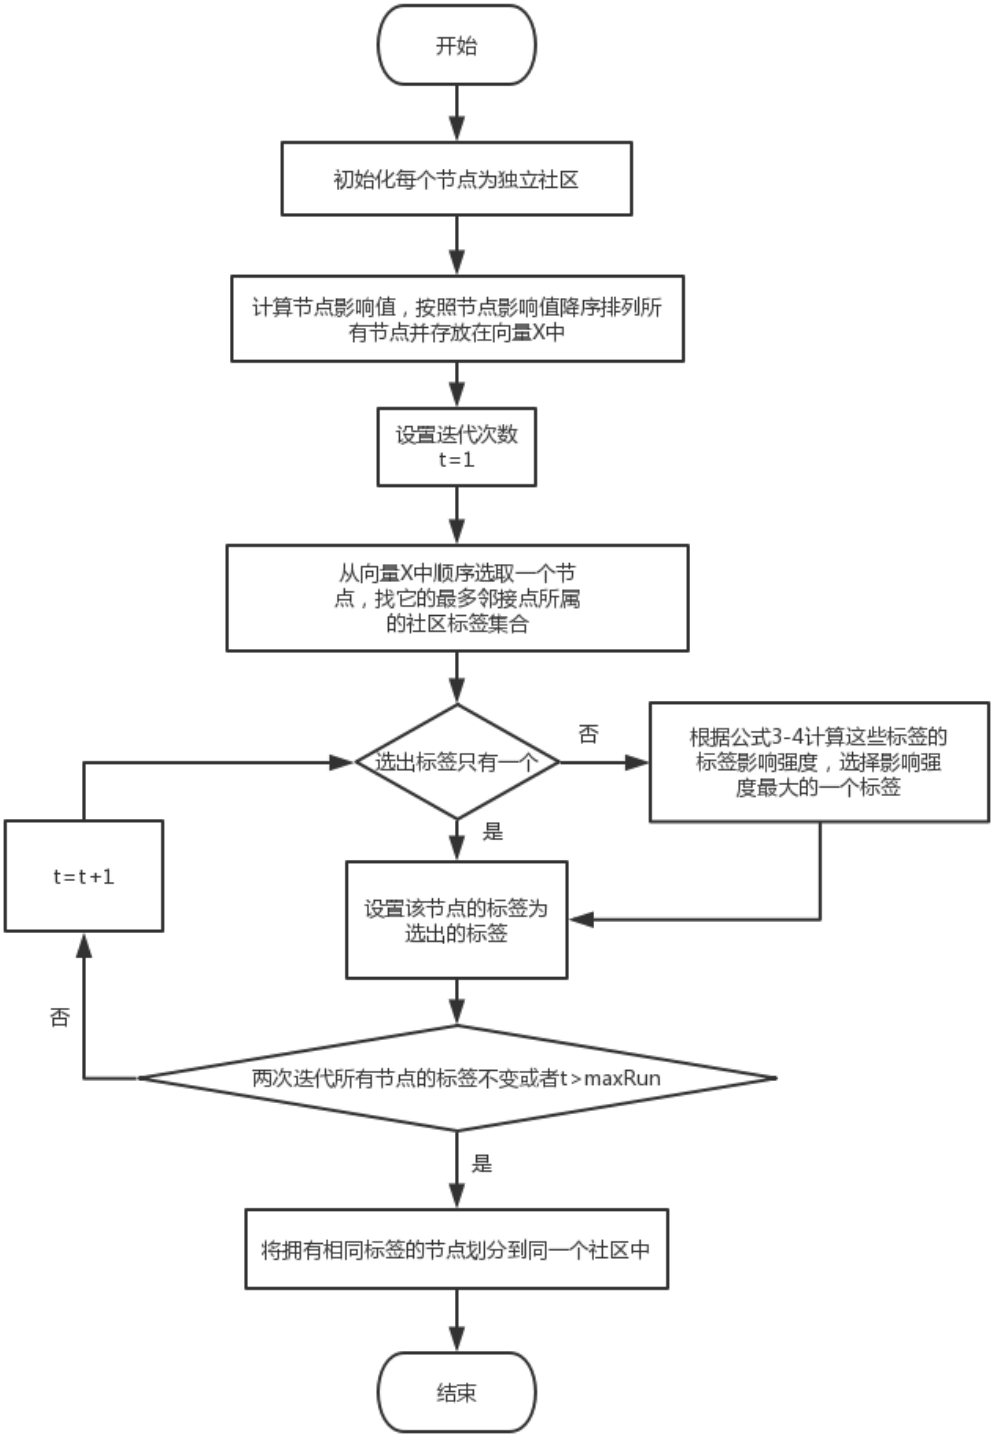 开始
初始化每个节点为独立社区
计算节点影响值，按照节点影响值降序排列所
有节点并存放在向量X中
设置迭代次数
t=1
从向量X中顺序选取一个节
点，找它的最多邻接点所属
的社区标签集合
选出标签只有一个
否
根据公式3-4计算这些标签的
标签影响强度，选择影响强
度最大的一个标签
是
t=t+1
设置该节点的标签为
选出的标签
否
两次迭代所有节点的标签不变或者t>maxRun
是
将拥有相同标签的节点划分到同一个社区中
结束